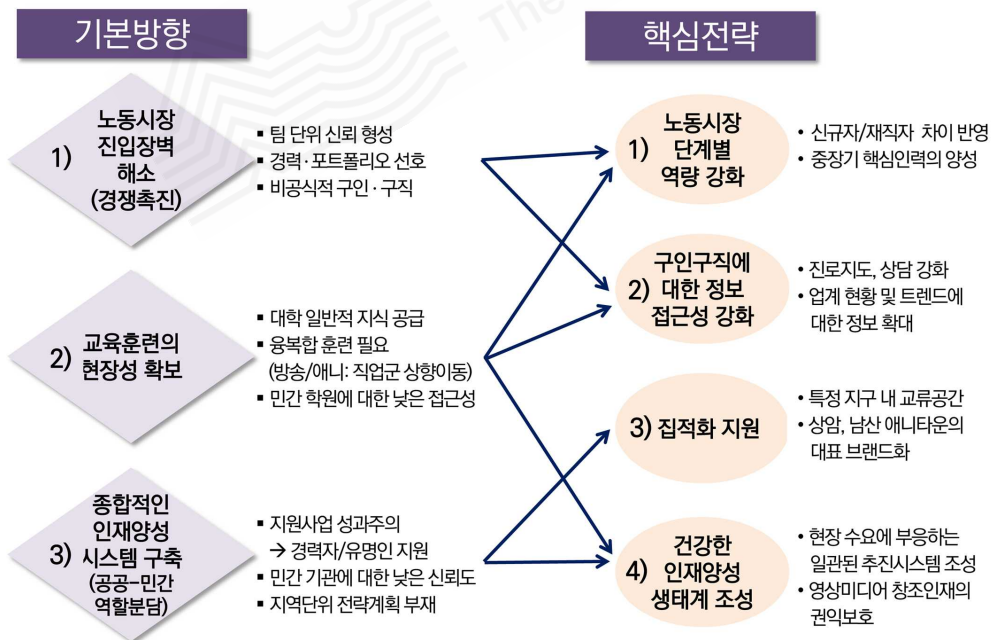 기본방향
핵심전략
노동시장
1) 진입장벽
해소
(경쟁촉진)
▪ 팀 단위 신뢰 형성
▪ 경력·포트폴리오 선호
▪ 비공식적 구인·구직
노동시장
1) 단계별
역량 강화
• 신규자/재직자 차이 반영
• 중장기 핵심인력의 양성
구인구직에
2) 대한 정보
접근성 강화
• 진로지도, 상담 강화
• 업계 현황 및 트렌드에
대한 정보 확대
2) 교육훈련의
현장성 확보
▪ 대학 일반적 지식 공급
▪ 융복합 훈련 필요
(방송/애니: 직업군 상향이동)
▪ 민간 학원에 대한 낮은 접근성
3) 집적화 지원
• 특정 지구 내 교류공간
• 상암, 남산 애니타운의
대표 브랜드화
종합적인
인재양성
3) 시스템 구축
(공공-민간
역할분담)
▪ 지원사업 성과주의
→ 경력자/유명인 지원
▪ 민간 기관에 대한 낮은 신뢰도
▪ 지역단위 전략계획 부재
건강한
4) 인재양성
생태계 조성
• 현장 수요에 부응하는
일관된 추진시스템 조성
• 영상미디어 창조인재의
권익보호
The